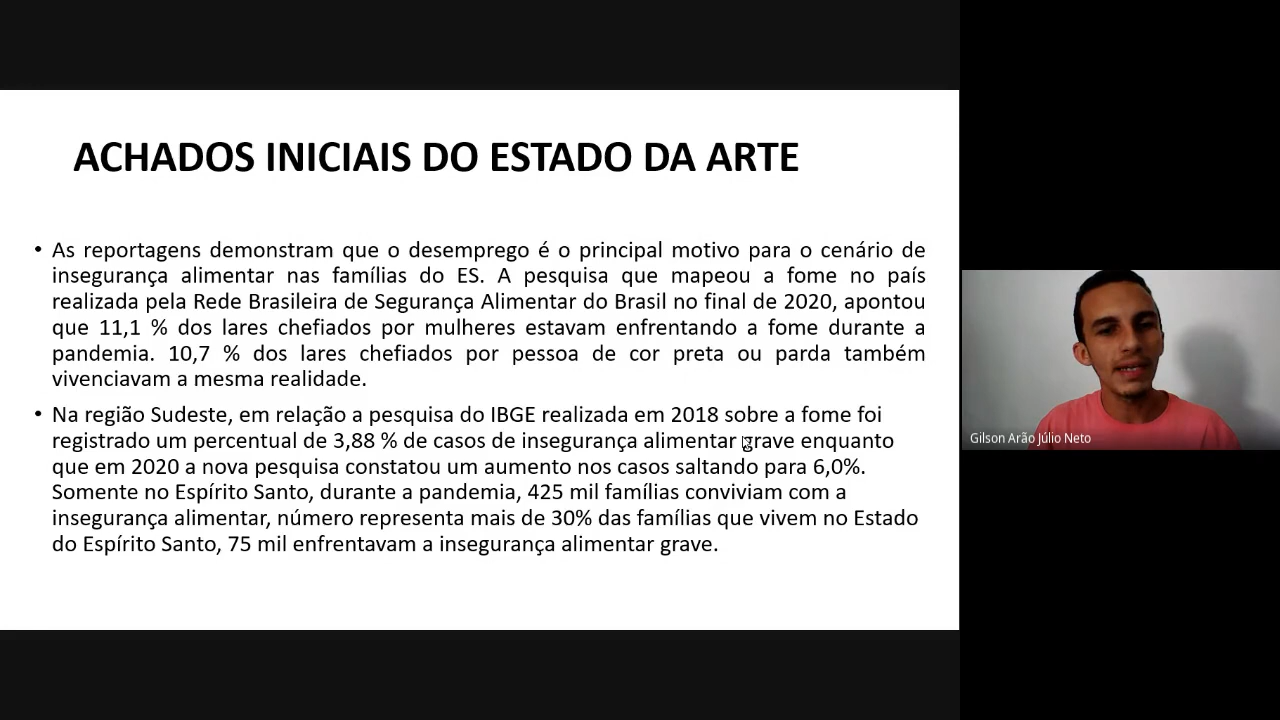 ACHADOS INICIAIS DO ESTADO DA ARTE
• As reportagens demonstram que o desemprego é o principal motivo para o cenário de
insegurança alimentar nas famílias do ES. A pesquisa que mapeou a fome no país
realizada pela Rede Brasileira de Segurança Alimentar do Brasil no final de 2020, apontou
que 11,1 % dos lares chefiados por mulheres estavam enfrentando a fome durante a
pandemia. 10,7 % dos lares chefiados por pessoa de cor preta ou parda também
vivenciavam a mesma realidade.
• Na região Sudeste, em relação a pesquisa do IBGE realizada em 2018 sobre a fome foi
registrado um percentual de 3,88 % de casos de insegurança alimentar grave enquanto
que em 2020 a nova pesquisa constatou um aumento nos casos saltando para 6,0%.
Somente no Espírito Santo, durante a pandemia, 425 mil famílias conviviam com a
insegurança alimentar, número representa mais de 30% das famílias que vivem no Estado
do Espírito Santo, 75 mil enfrentavam a insegurança alimentar grave.
Gilson Arão Júlio Neto